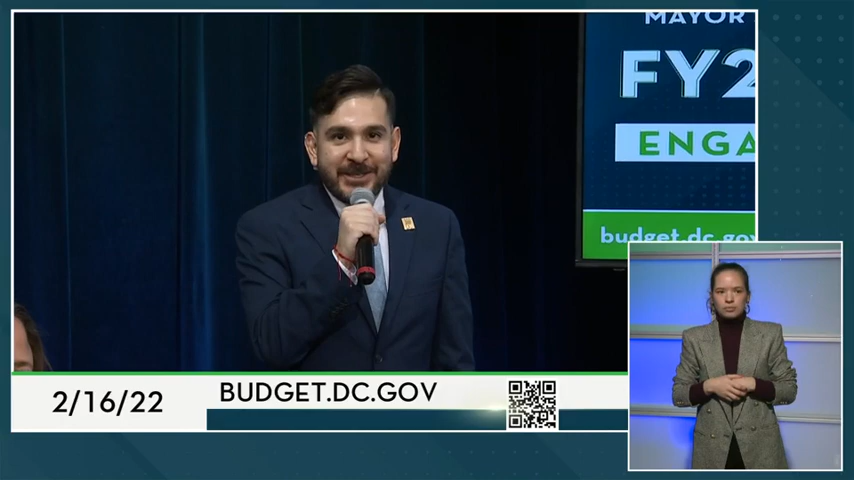 MAYOR
FY2
ENGA
budget.dc.gov
2/16/22
BUDGET.DC.GOV